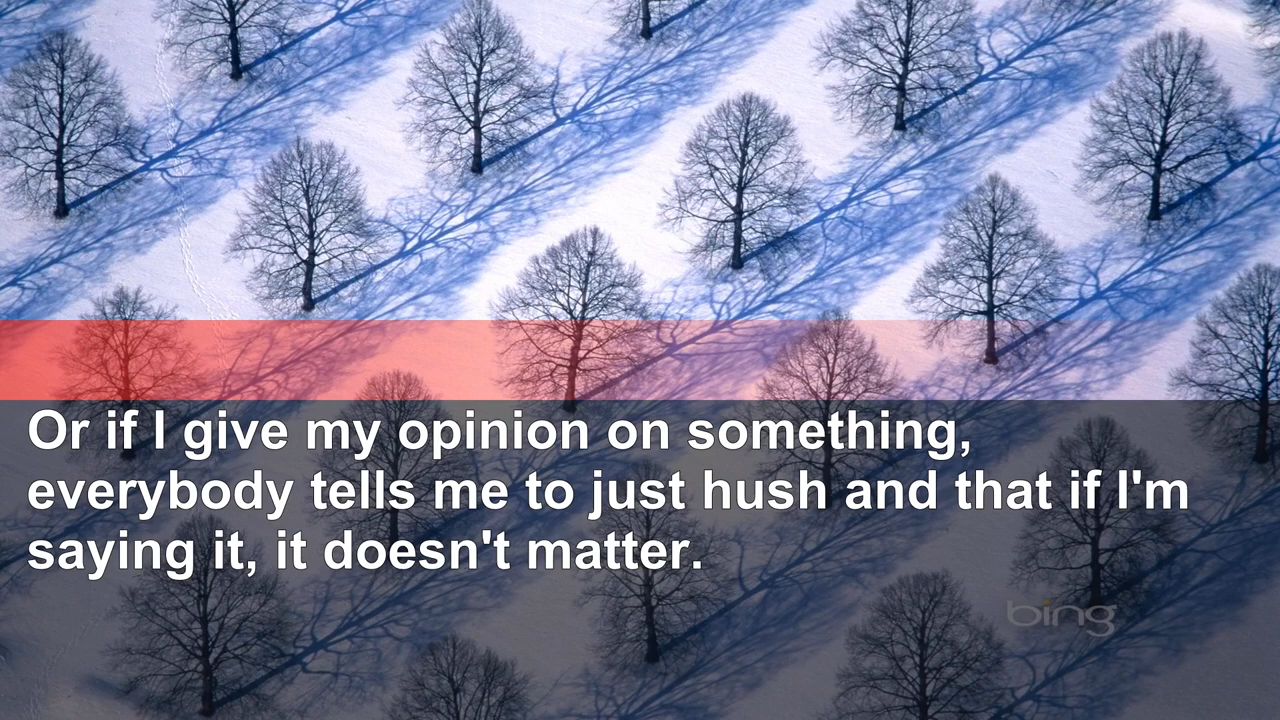 Or if I give my opinion on something,
everybody tells me to just hush and that if I'm
saying it, it doesn't matter.
bing